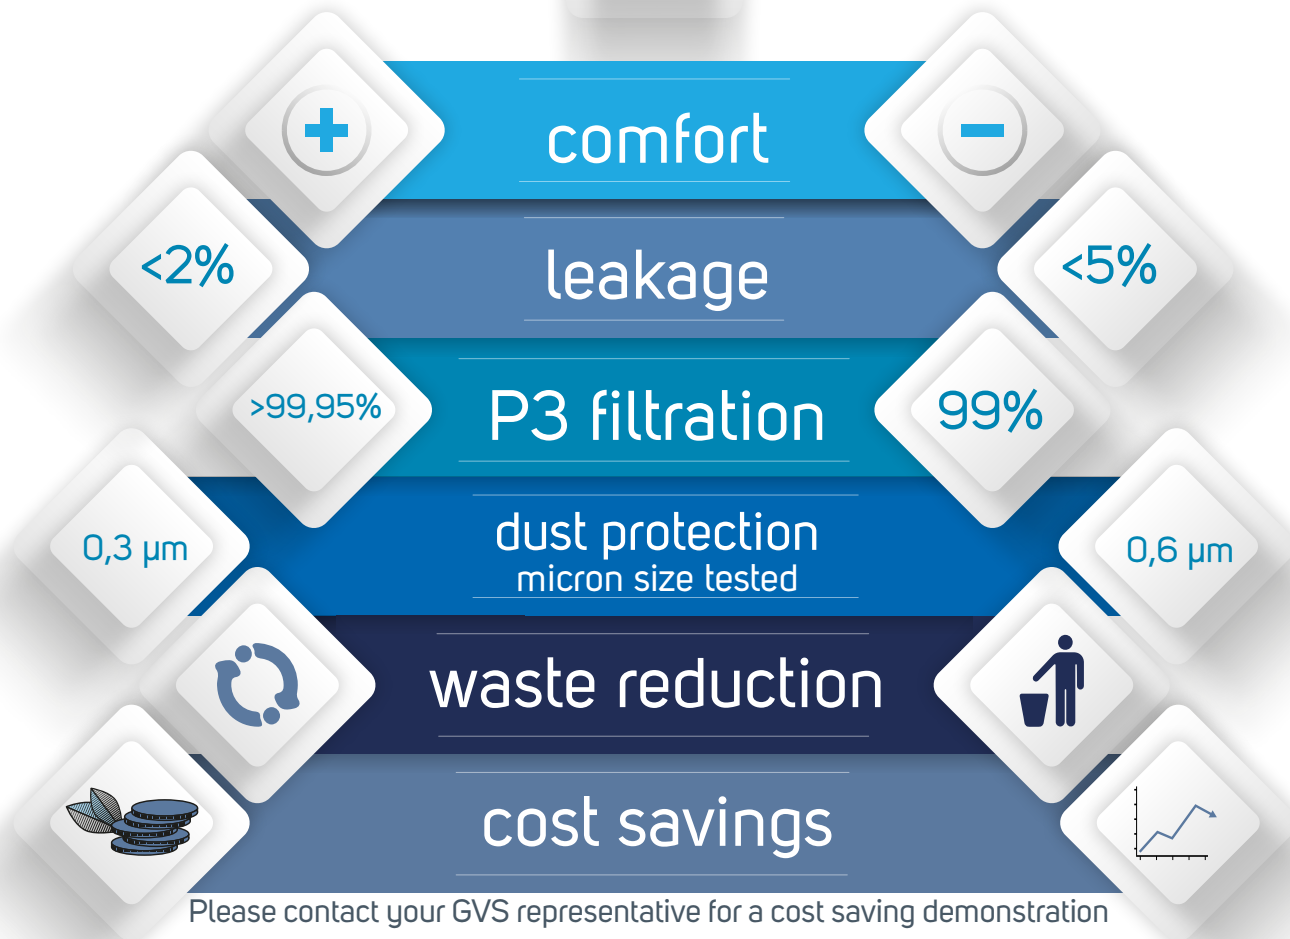 comfort
<2% leakage <5%
>99,95% P3 filtration 99%
0,3 µm dust protection 0,6 µm
micron size tested
waste reduction
cost savings
Please contact your GVS representative for a cost saving demonstration